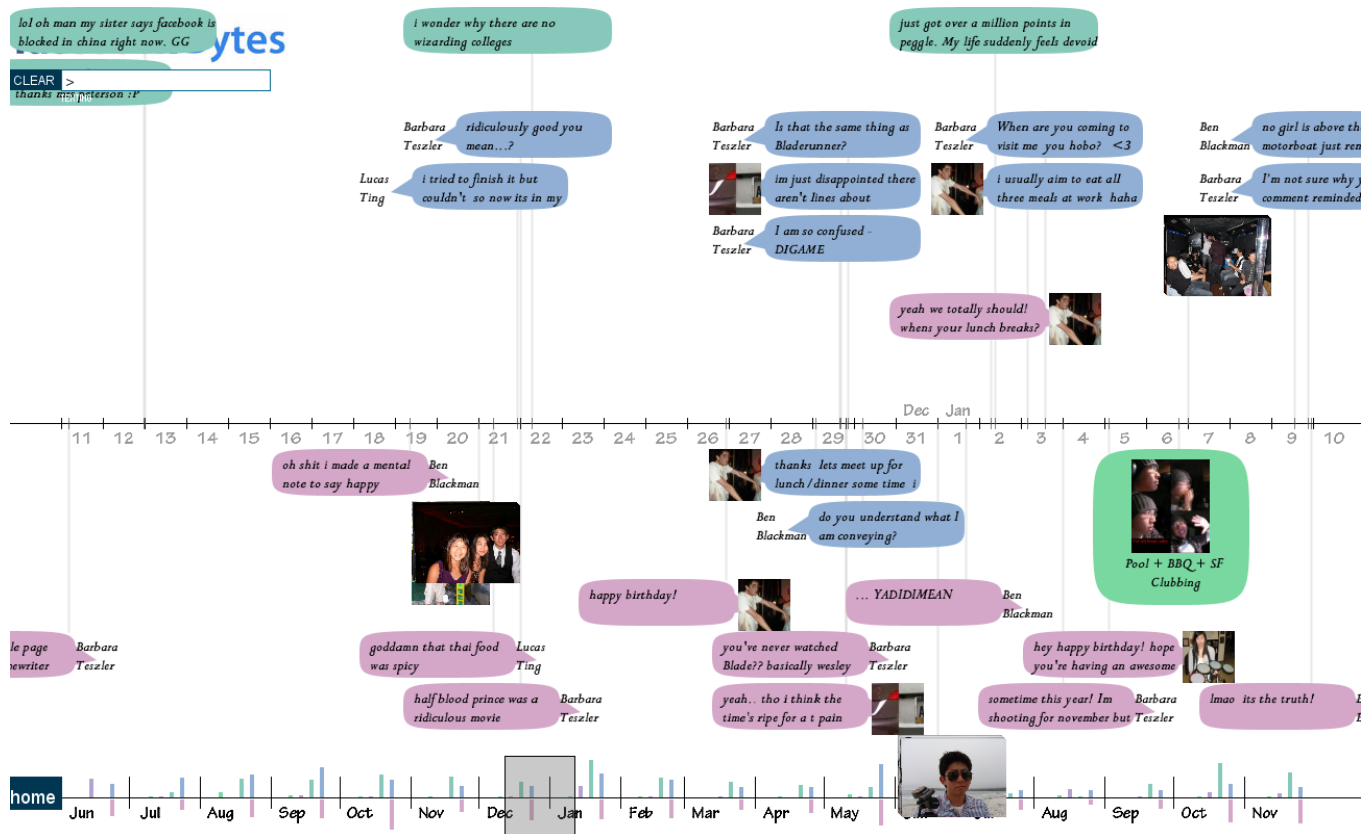 lol oh man my sister says facebook is
blocked in china right now. GG
ytes
CLEAR >
thanks mrs peterson :P
i wonder why there are no
wizarding colleges
just got over a million points in
peggle. My life suddenly feels devoid
Barbara
Teszler
ridiculously good you
mean...?
Lucas
Ting
i tried to finish it but
couldn't so now its in my
Barbara
Teszler
Is that the same thing as
Bladerunner?
im just disappointed there
aren't lines about
Barbara
Teszler
I am so confused -
DIGAME
Barbara
Teszler
When are you coming to
visit me you hobo? <3
i usually aim to eat all
three meals at work haha
Ben
Blackman
no girl is above the
motorboat just rem
Barbara
Teszler
I'm not sure why y
comment reminded
yeah we totally should!
whens your lunch breaks?
Dec Jan
11 12 13 14 15 16 17 18 19 20 21 22 23 24 25 26 27 28 29 30 31 1 2 3 4 5 6 7 8 9 10
oh shit i made a mental
note to say happy
Ben
Blackman
thanks lets meet up for
lunch/dinner some time i
Ben
Blackman
do you understand what I
am conveying?
Pool + BBQ + SF
Clubbing
happy birthday!
... YADIDIMEAN
Ben
Blackman
le page
ewriter
Barbara
Teszler
goddamn that thai food
was spicy
Lucas
Ting
you've never watched
Blade?? basically wesley
Barbara
Teszler
hey happy birthday! hope
you're having an awesome
half blood prince was a
ridiculous movie
Barbara
Teszler
yeah.. tho i think the
time's ripe for a t pain
sometime this year! Im
shooting for november but
Barbara
Teszler
lmao its the truth!
home
Jun Jul Aug Sep Oct Nov Dec Jan Feb Mar Apr May Aug Sep Oct Nov